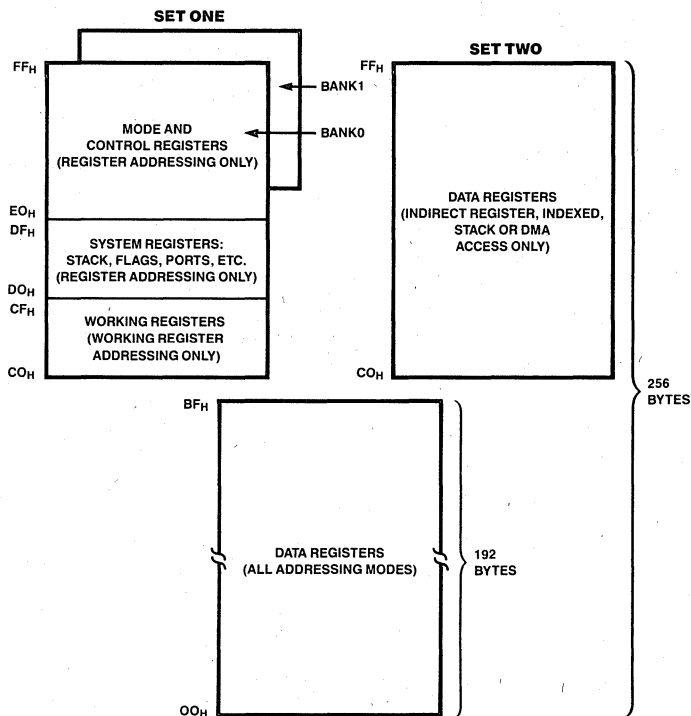 SET ONE
FFH
BANK1
BANK0
MODE AND
CONTROL REGISTERS
(REGISTER ADDRESSING ONLY)
EOH
DFH
SYSTEM REGISTERS:
STACK, FLAGS, PORTS, ETC.
(REGISTER ADDRESSING ONLY)
DOH
CFH
WORKING REGISTERS
(WORKING REGISTER
ADDRESSING ONLY)
COH
SET TWO
FFH
DATA REGISTERS
(INDIRECT REGISTER, INDEXED,
STACK OR DMA
ACCESS ONLY)
COH
256
BYTES
BFH
DATA REGISTERS
(ALL ADDRESSING MODES)
192
BYTES
OOH